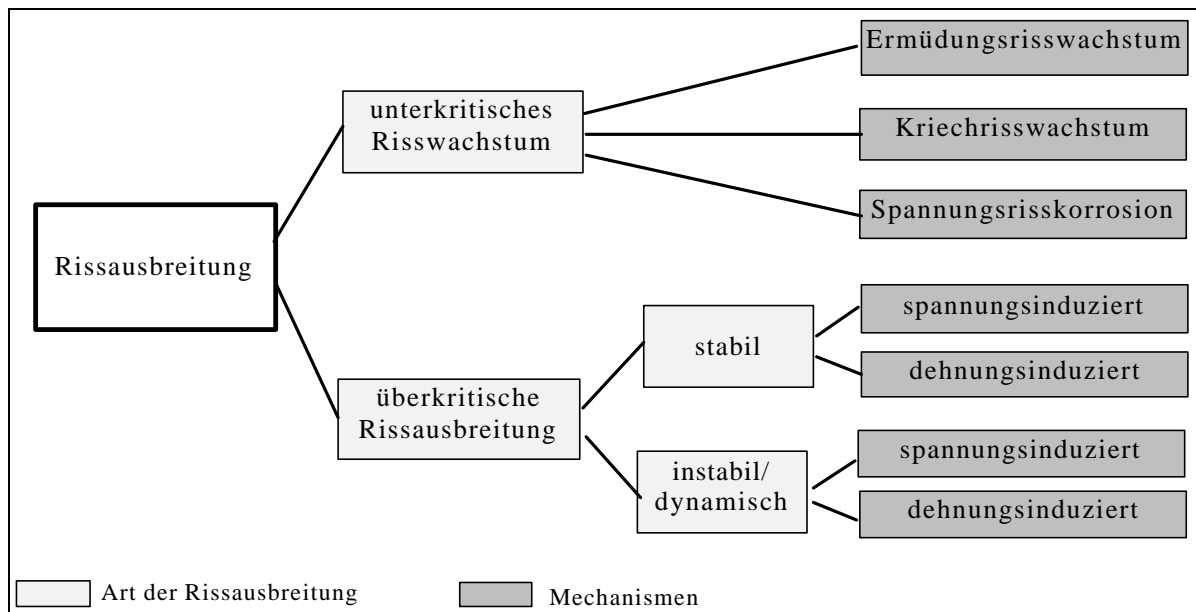 Ermüdungsrisswachstum
unterkritisches
Risswachstum
Kriechrisswachstum
Spannungsrisskorrosion
Rissausbreitung
spannungsinduziert
stabil
dehnungsinduziert
überkritische
Rissausbreitung
spannungsinduziert
instabil/
dynamisch
dehnungsinduziert
Art der Rissausbreitung
Mechanismen